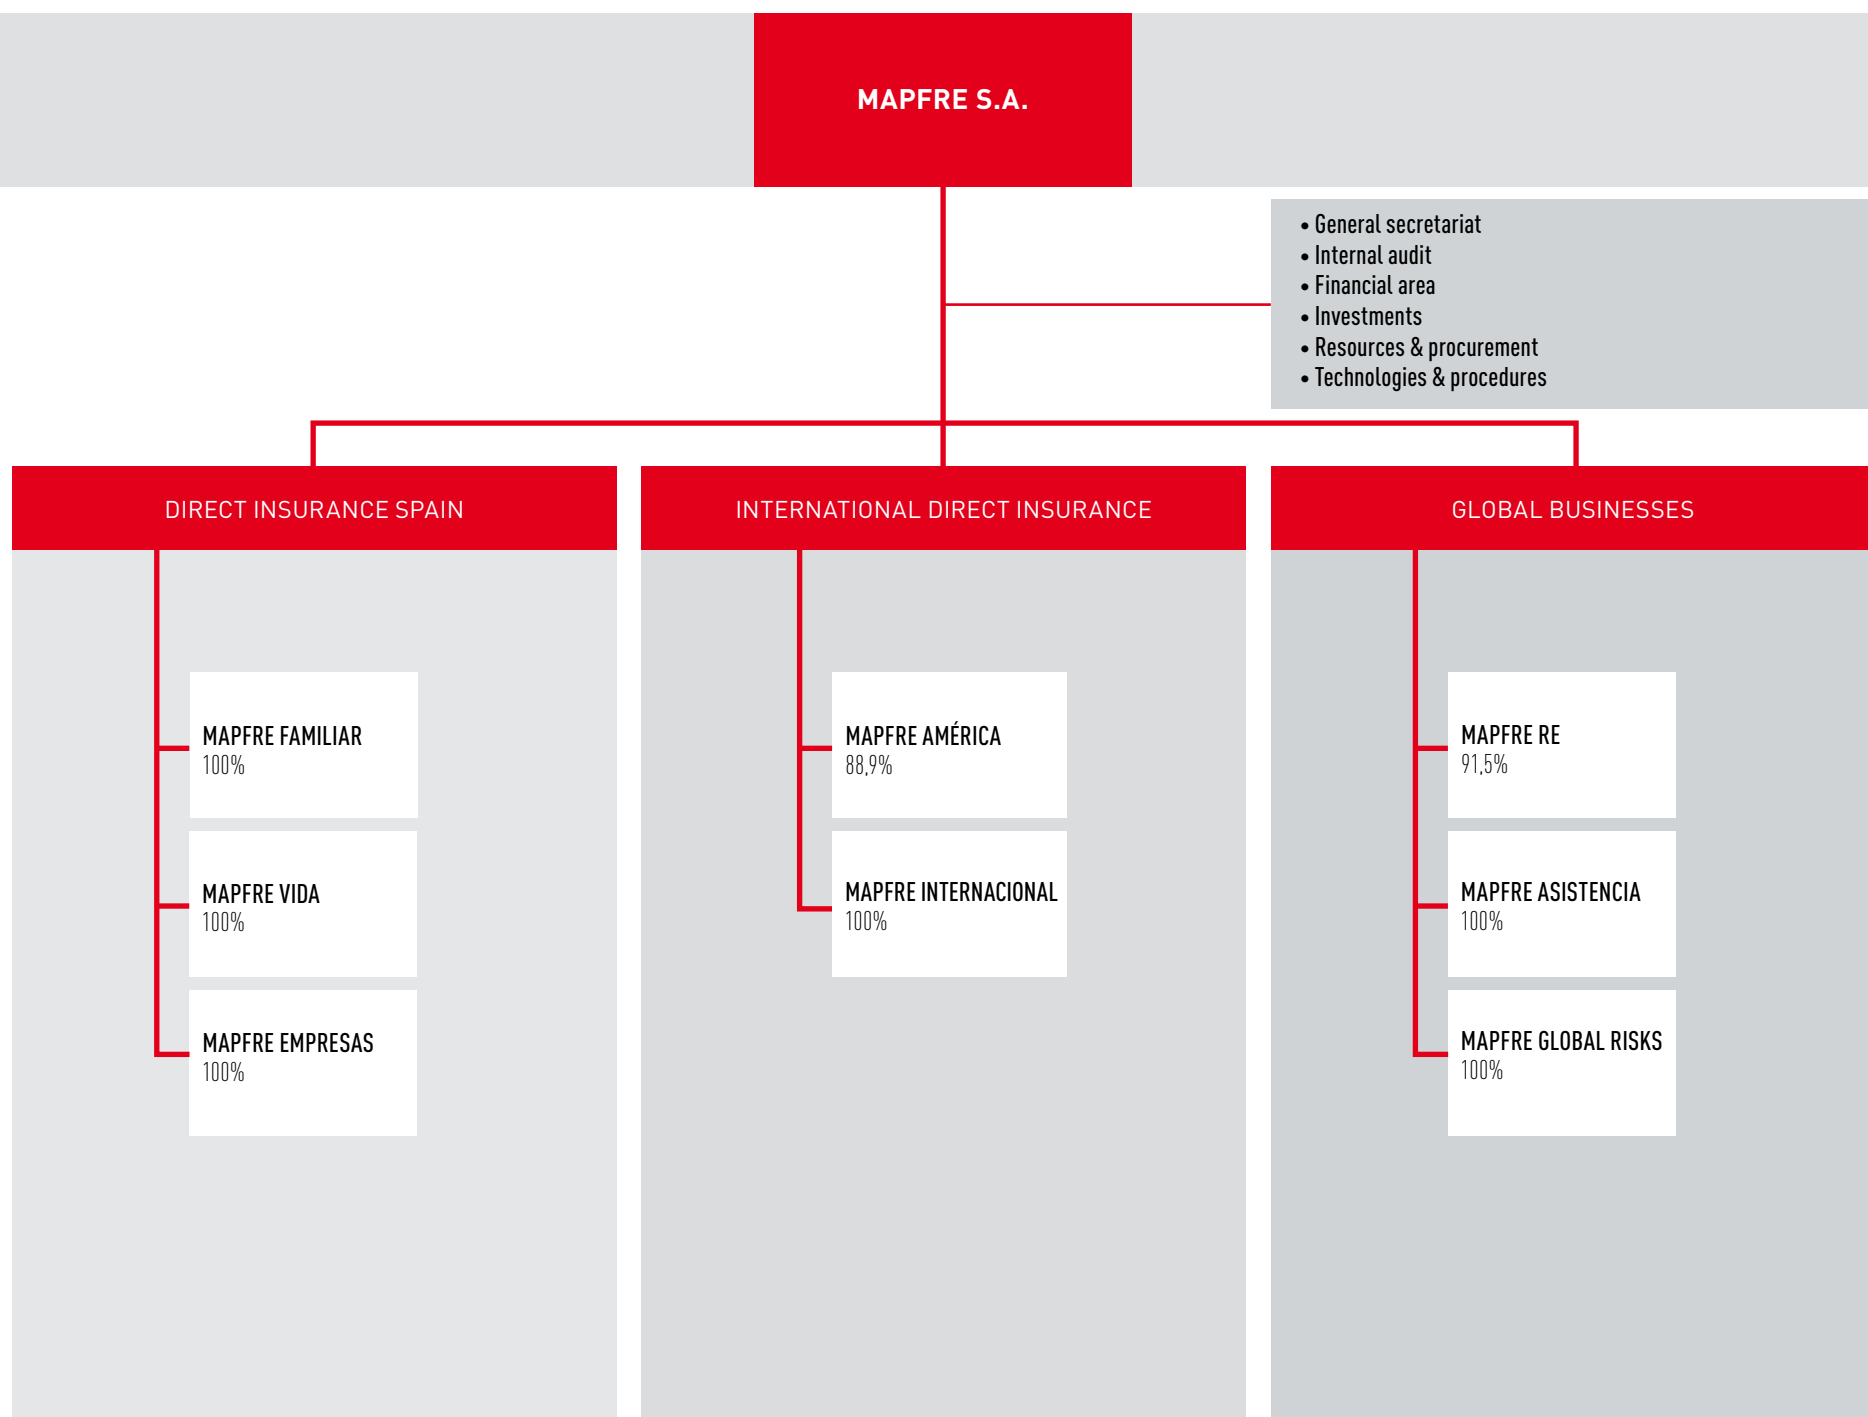 MAPFRE S.A.
• General secretariat
• Internal audit
• Financial area
• Investments
• Resources & procurement
• Technologies & procedures
DIRECT INSURANCE SPAIN
MAPFRE FAMILIAR
100%
MAPFRE VIDA
100%
MAPFRE EMPRESAS
100%
INTERNATIONAL DIRECT INSURANCE
MAPFRE AMÉRICA
88,9%
MAPFRE INTERNACIONAL
100%
GLOBAL BUSINESSES
MAPFRE RE
91,5%
MAPFRE ASISTENCIA
100%
MAPFRE GLOBAL RISKS
100%